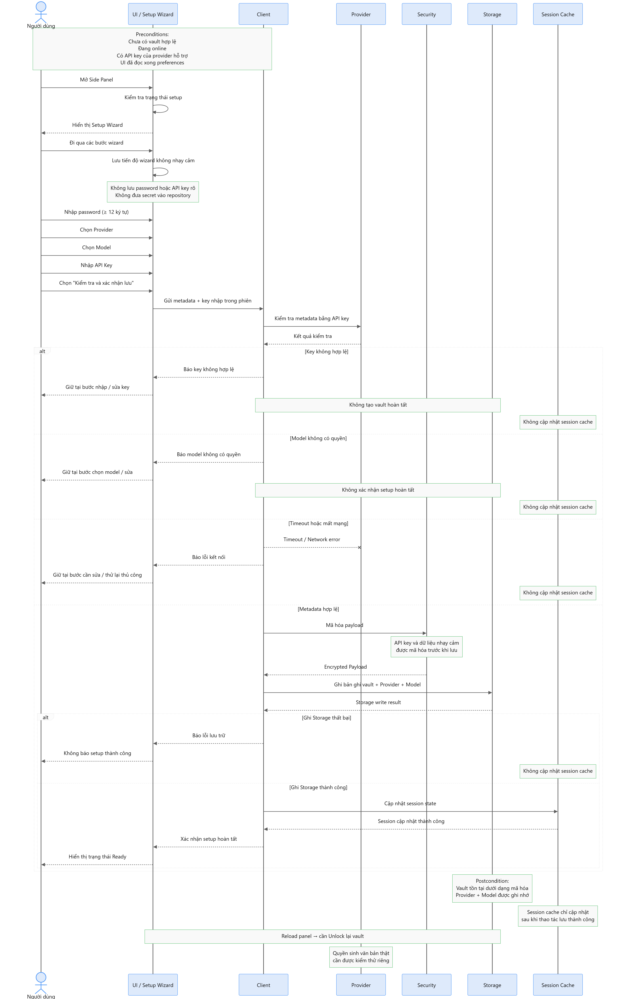 UI / Setup Wizard
Client
Provider
Security
Storage
Session Cache
Người dùng
Preconditions:
Chưa có vault hợp lệ
Đang online
Có API key của provider hỗ trợ
UI đã đọc xong preferences
Mở Side Panel
Kiểm tra trạng thái setup
Hiển thị Setup Wizard
Đi qua các bước wizard
Lưu tiến độ wizard không nhạy cảm
Không lưu password hoặc API key rõ
Không đưa secret vào repository
Nhập password (≥ 12 ký tự)
Chọn Provider
Chọn Model
Nhập API Key
Chọn "Kiểm tra và xác nhận lưu"
Gửi metadata + key nhập trong phiên
Kiểm tra metadata bằng API key
Kết quả kiểm tra
alt
[Key không hợp lệ]
Báo key không hợp lệ
Giữ tại bước nhập / sửa key
Không tạo vault hoàn tất
Không cập nhật session cache
[Model không có quyền]
Báo model không có quyền
Giữ tại bước chọn model / sửa
Không xác nhận setup hoàn tất
Không cập nhật session cache
[Timeout hoặc mất mạng]
Timeout / Network error
Báo lỗi kết nối
Giữ tại bước cần sửa / thử lại thủ công
Không cập nhật session cache
[Metadata hợp lệ]
Mã hóa payload
API key và dữ liệu nhạy cảm
được mã hóa trước khi lưu
Encrypted Payload
Ghi bản ghi vault + Provider + Model
Storage write result
alt
[Ghi Storage thất bại]
Báo lỗi lưu trữ
Không báo setup thành công
Không cập nhật session cache
[Ghi Storage thành công]
Cập nhật session state
Session cập nhật thành công
Xác nhận setup hoàn tất
Hiển thị trạng thái Ready
Postcondition:
Vault tồn tại dưới dạng mã hóa
Provider + Model được ghi nhớ
Session cache chỉ cập nhật
sau khi thao tác lưu thành công
Reload panel → cần Unlock lại vault
Quyền sinh văn bản thật
cần được kiểm thử riêng
UI / Setup Wizard
Client
Provider
Security
Storage
Session Cache
Người dùng